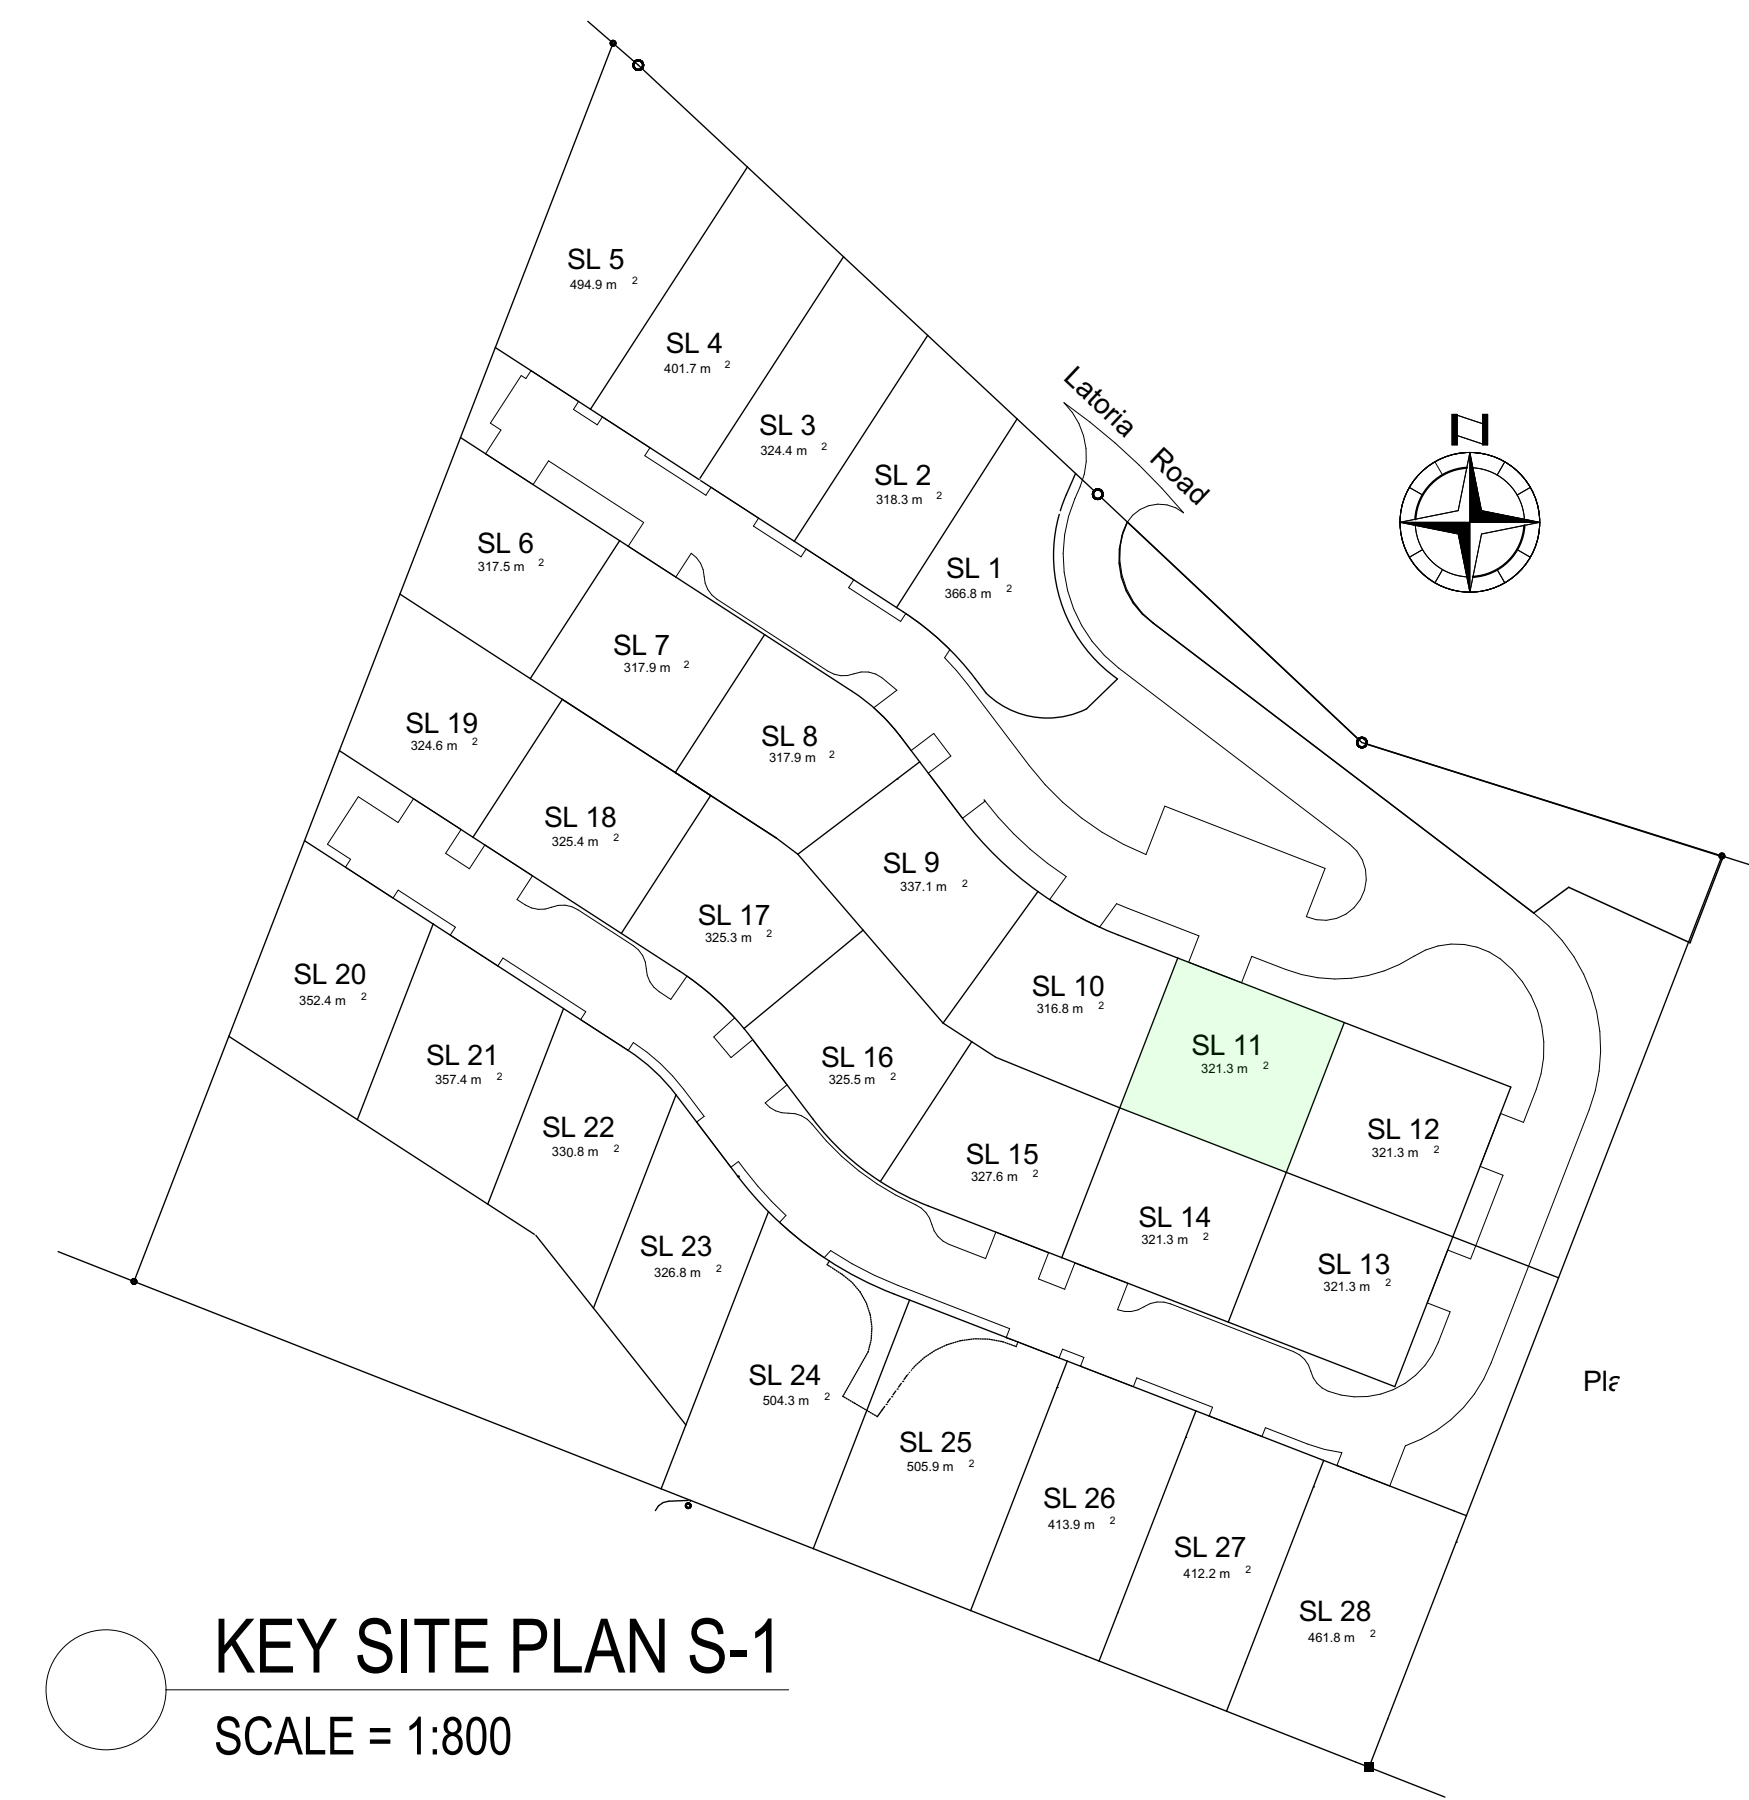 SL 5
494.9 m 2
SL 4
401.7 m 2
Latoria Road
SL 3
324.4 m 2
N
SL 2
318.3 m 2
SL 1
366.8 m 2
SL 6
317.5 m 2
SL 7
317.9 m 2
SL 8
317.9 m 2
SL 19
324.6 m 2
SL 18
325.4 m 2
SL 9
337.1 m 2
SL 17
325.3 m 2
SL 20
352.4 m 2
SL 10
316.8 m 2
SL 11
321.3 m 2
SL 21
357.4 m 2
SL 16
325.5 m 2
SL 22
330.8 m 2
SL 12
321.3 m 2
SL 15
327.6 m 2
SL 14
321.3 m 2
SL 23
326.8 m 2
SL 13
321.3 m 2
SL 24
504.3 m 2
SL 25
505.9 m 2
SL 26
413.9 m 2
SL 27
412.2 m 2
SL 28
461.8 m 2
KEY SITE PLAN S-1
SCALE = 1:800